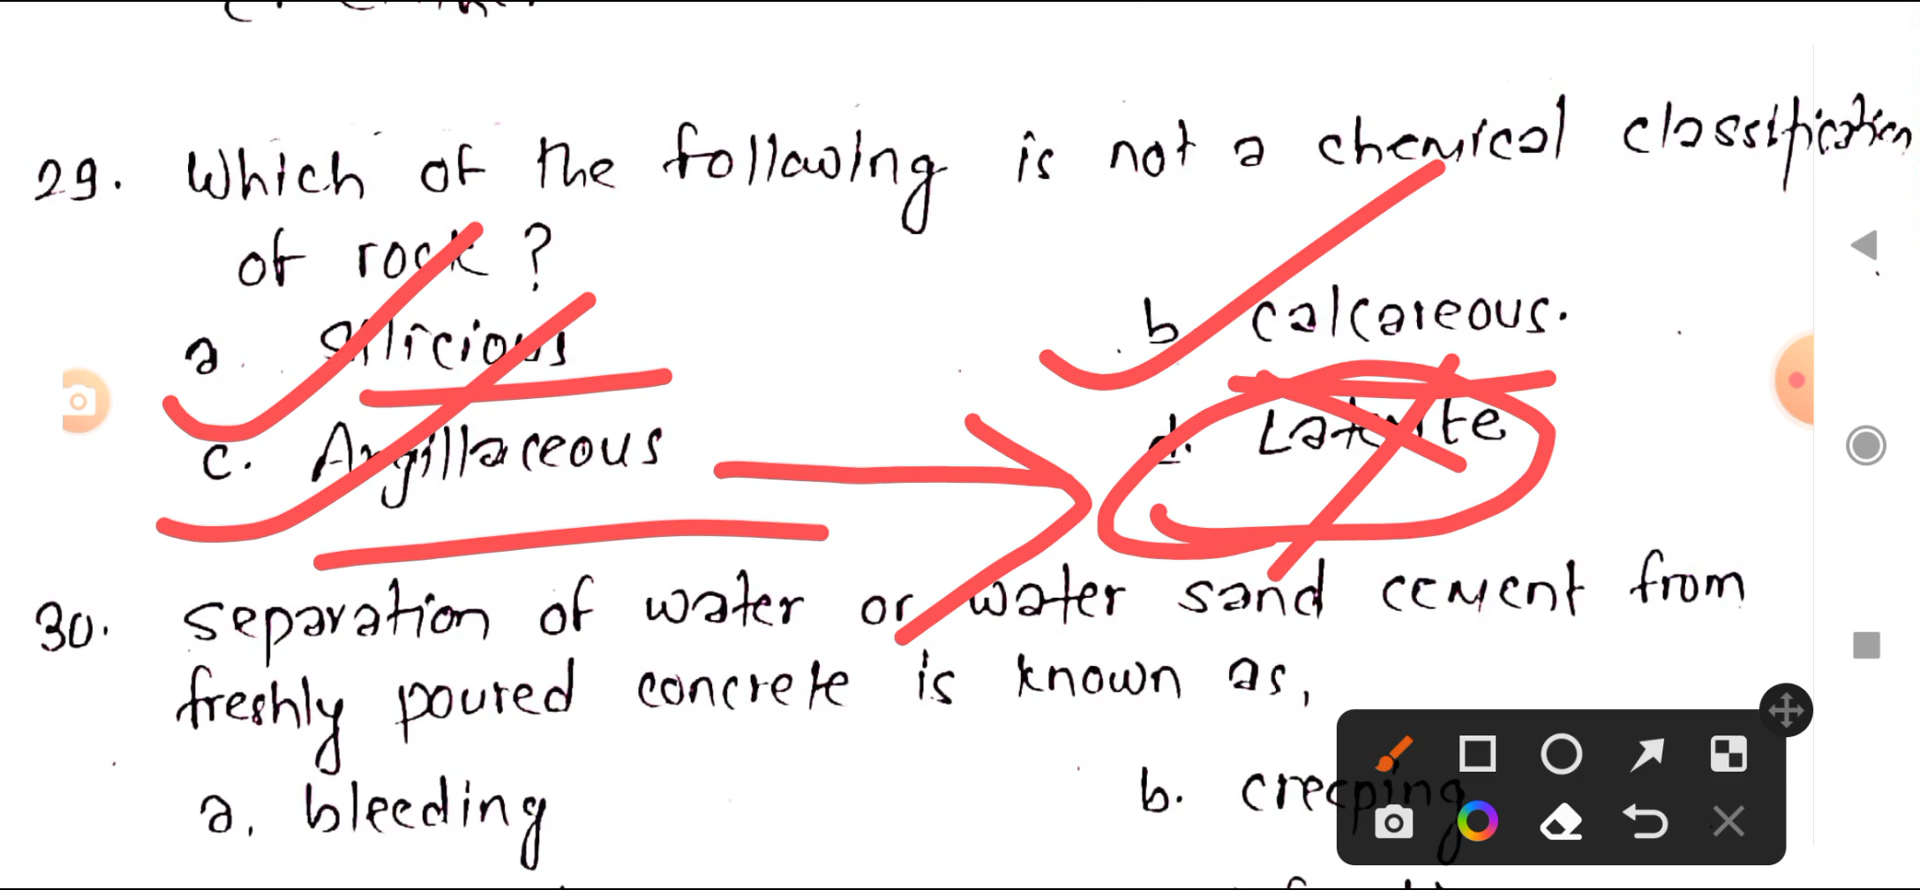 29. Which of the following is not a chemical classification
of rock ?
a. Silicious
b. calcareous.
c. Argillaceous
d. Latrite
30. separation of water or water sand cement from
freshly poured concrete is known as,
a. bleeding
b. creeping